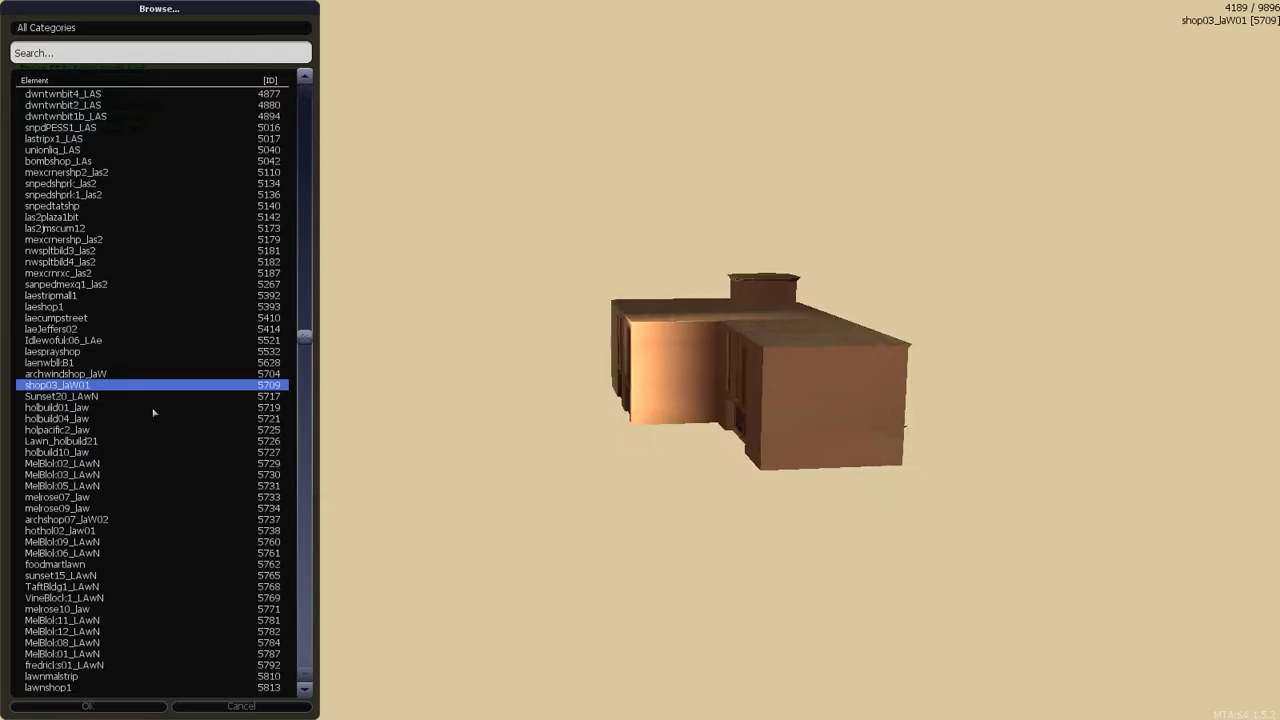 Browse...
All Categories
Search...
Element [ID]
dwntwnbit4_LAS 4877
dwntwnbit2_LAS 4880
dwntwnbit1b_LAS 4894
snpdPESS1_LAS 5016
lastripx1_LAS 5017
unionliq_LAS 5040
bombshop_LAs 5042
mexcrnershp2_las2 5110
snpedshprk_las2 5134
snpedshprk1_las2 5136
snpedtatshp 5140
las2plaza1bit 5142
las2jmscum12 5173
mexcrnershp_las2 5179
nwspltbild3_las2 5181
nwspltbild4_las2 5182
mexcrnrxc_las2 5187
sanpedmexq1_las2 5267
laestripmall1 5392
laeshop1 5393
laecumpstreet 5410
laeJeffers02 5414
Idlewofuk06_LAe 5521
laesprayshop 5532
laenwblkB1 5628
archwindshop_laW 5704
shop03_laW01 5709
Sunset20_LAwN 5717
holbuild01_law 5719
holbuild04_law 5721
holpacific2_law 5725
Lawn_holbuild21 5726
holbuild10_law 5727
MelBlok02_LAwN 5729
MelBlok03_LAwN 5730
MelBlok05_LAwN 5731
melrose07_law 5733
melrose09_law 5734
archshop07_laW02 5737
hothol02_law01 5738
MelBlok09_LAwN 5760
MelBlok06_LAwN 5761
foodmartlawn 5762
sunset15_LAwN 5765
TaftBldg1_LAwN 5768
VineBlock1_LAwN 5769
melrose10_law 5771
MelBlok11_LAwN 5781
MelBlok12_LAwN 5782
MelBlok08_LAwN 5784
MelBlok01_LAwN 5787
fredricks01_LAwN 5792
lawnmalstrip 5810
lawnshop1 5813
OK Cancel
4189 / 9896
shop03_laW01 [5709]
MTA:SA 1.5.2